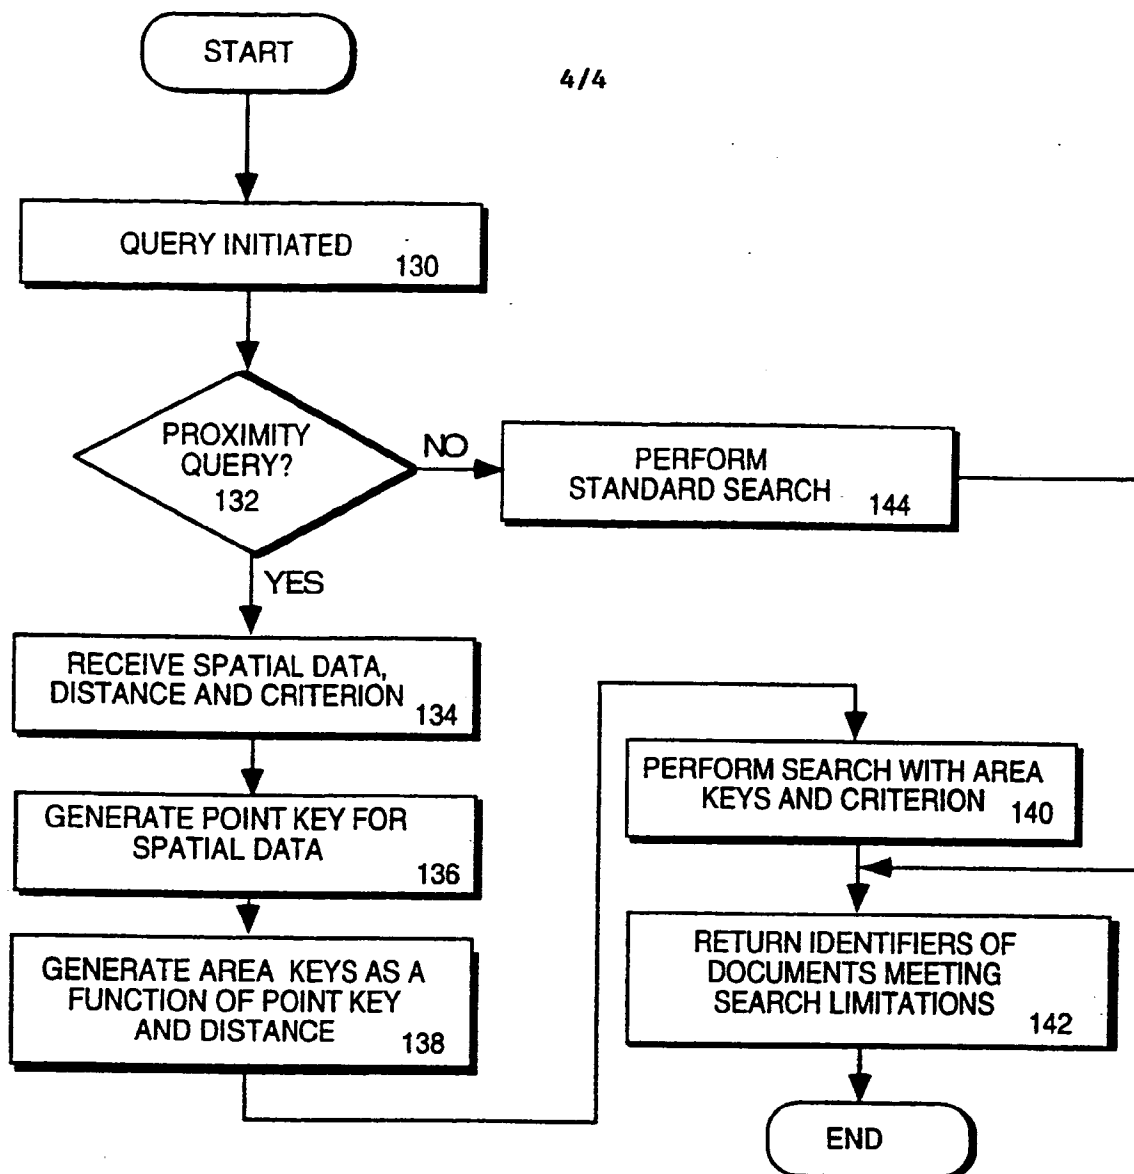 START
4/4
QUERY INITIATED
130
PROXIMITY
QUERY?
132
NO
PERFORM
STANDARD SEARCH
144
YES
RECEIVE SPATIAL DATA,
DISTANCE AND CRITERION
134
GENERATE POINT KEY FOR
SPATIAL DATA
136
GENERATE AREA KEYS AS A
FUNCTION OF POINT KEY
AND DISTANCE
138
PERFORM SEARCH WITH AREA
KEYS AND CRITERION
140
RETURN IDENTIFIERS OF
DOCUMENTS MEETING
SEARCH LIMITATIONS
142
END